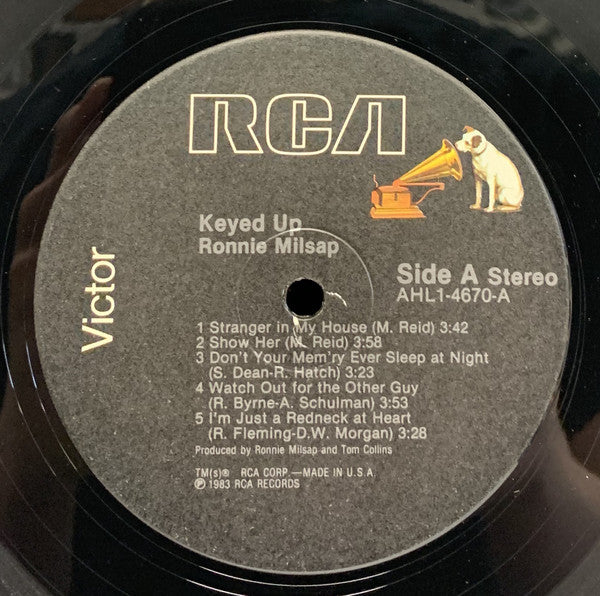 RCA
Victor
Keyed Up
Ronnie Milsap
Side A Stereo
AHL1-4670-A
1 Stranger in My House (M. Reid) 3:42
2 Show Her (M. Reid) 3:58
3 Don't Your Mem'ry Ever Sleep at Night
(S. Dean-R. Hatch) 3:23
4 Watch Out for the Other Guy
(R. Byrne-A. Schulman) 3:53
5 I'm Just a Redneck at Heart
(R. Fleming-D.W. Morgan) 3:28
Produced by Ronnie Milsap and Tom Collins
TM(s)® RCA CORP.—MADE IN U.S.A.
℗1983 RCA RECORDS